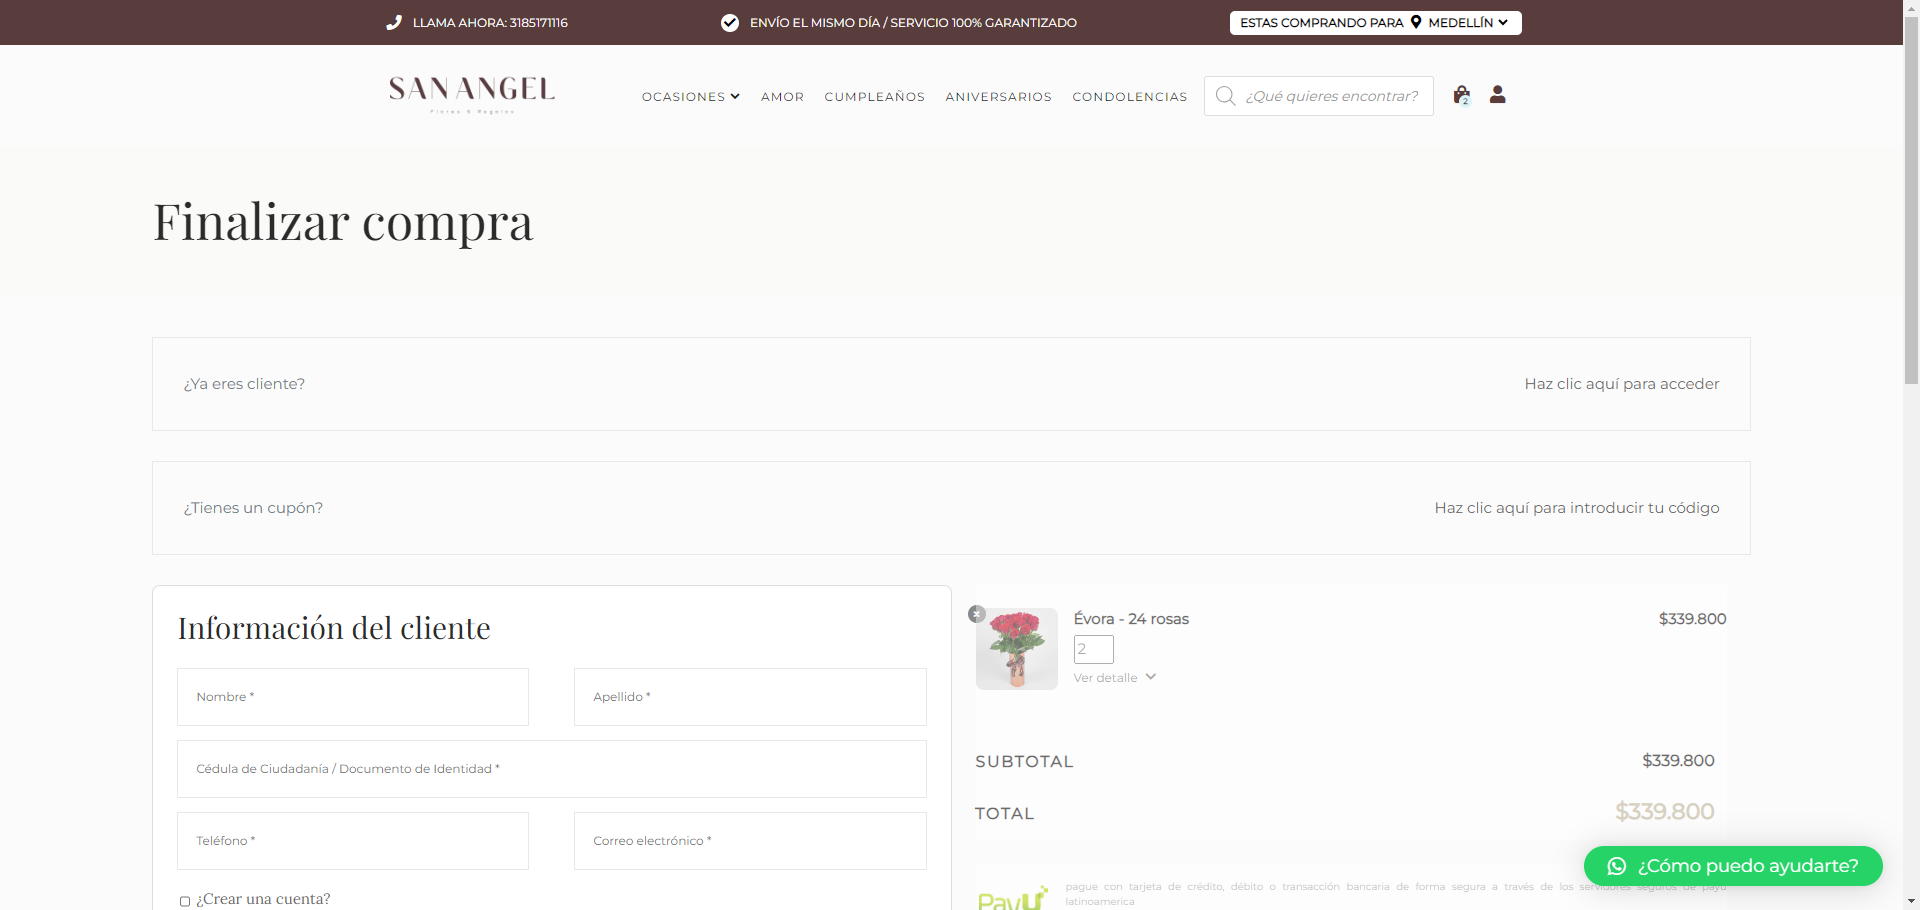 LLAMA AHORA: 3185171116
ENVÍO EL MISMO DÍA / SERVICIO 100% GARANTIZADO
ESTAS COMPRANDO PARA MEDELLÍN
SAN ANGEL
Flores & Regalos
OCASIONES
AMOR
CUMPLEAÑOS
ANIVERSARIOS
CONDOLENCIAS
¿Qué quieres encontrar?
2
Finalizar compra
¿Ya eres cliente?
Haz clic aquí para acceder
¿Tienes un cupón?
Haz clic aquí para introducir tu código
Información del cliente
Nombre *
Apellido *
Cédula de Ciudadanía / Documento de Identidad *
Teléfono *
Correo electrónico *
¿Crear una cuenta?
Évora - 24 rosas
$339.800
2
Ver detalle
SUBTOTAL
$339.800
TOTAL
$339.800
¿Cómo puedo ayudarte?
PayU
pague con tarjeta de crédito, débito o transacción bancaria de forma segura a través de los servidores seguros de payu
latinoamerica